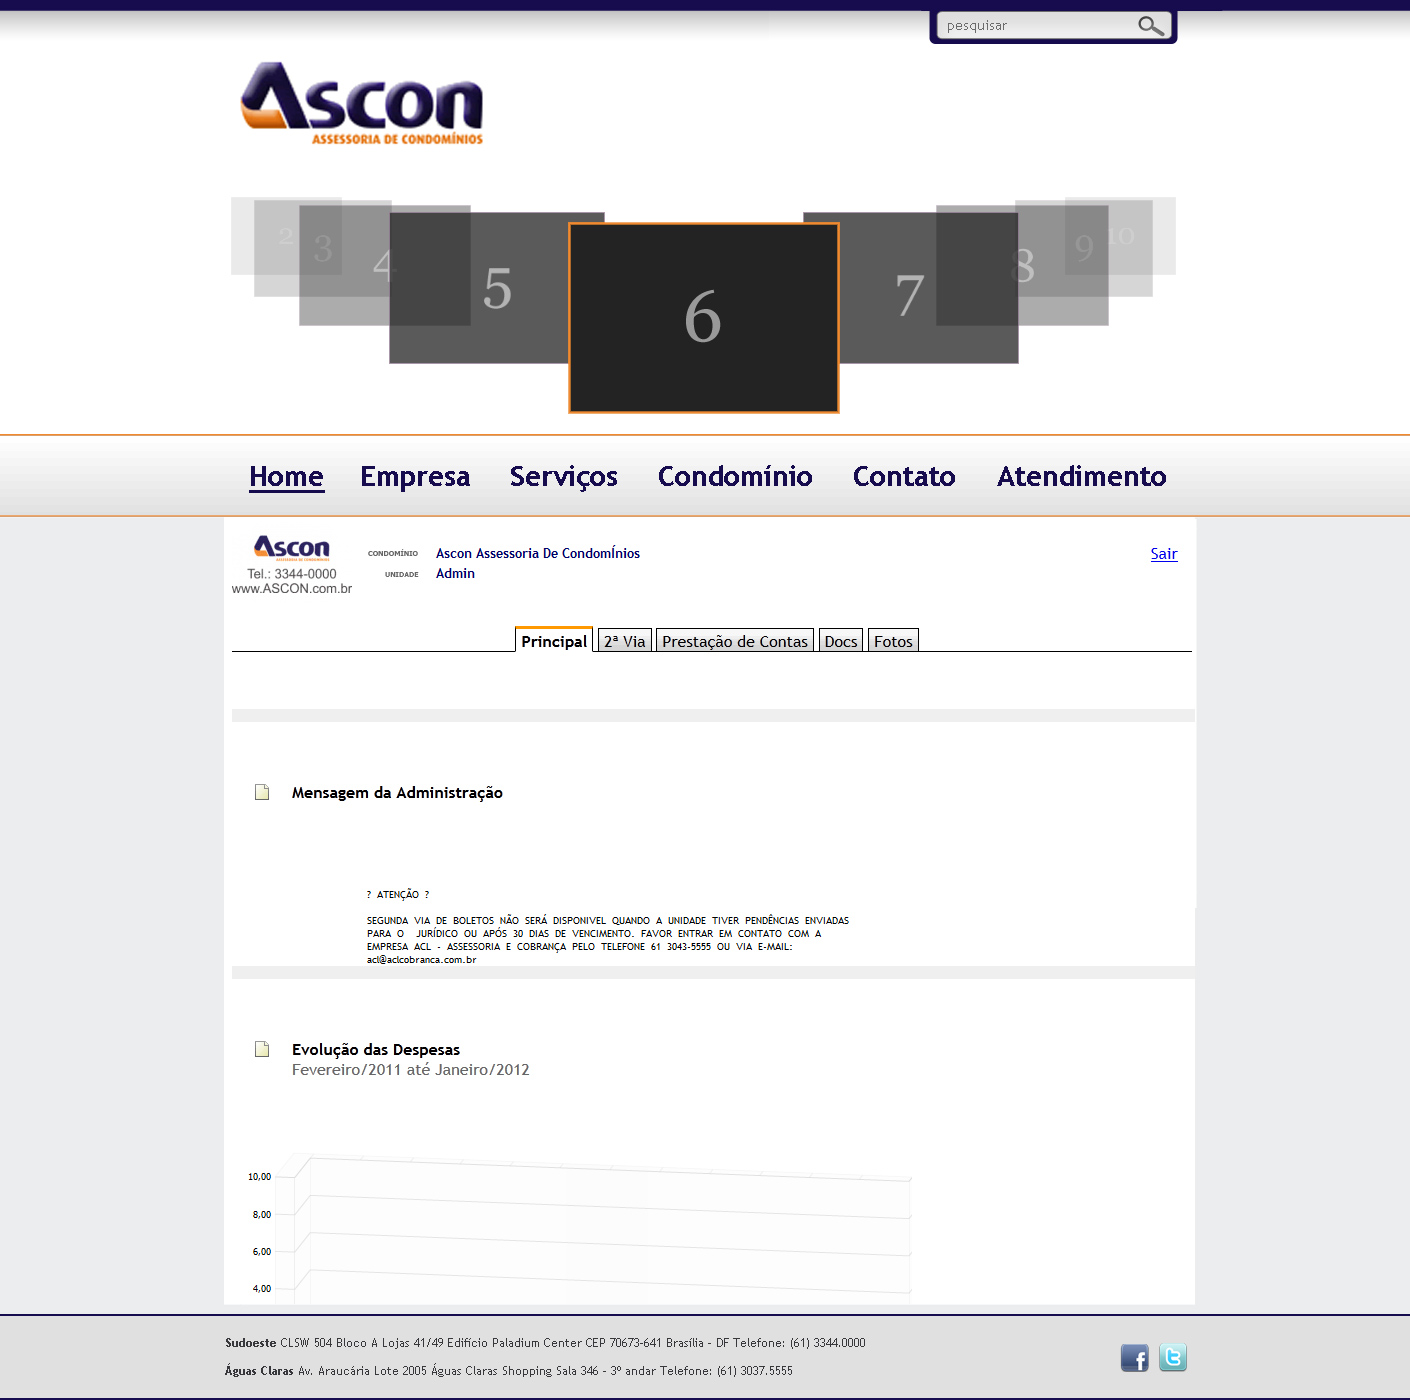 pesquisar
Ascon
ASSESSORIA DE CONDOMÍNIOS
2 3 4 5 6 7 8 9 10
Home Empresa Serviços Condomínio Contato Atendimento
Ascon
CONDOMÍNIO Ascon Assessoria De CondomÍnios Sair
Tel.: 3344-0000
UNIDADE Admin
www.ASCON.com.br
Principal 2ª Via Prestação de Contas Docs Fotos
Mensagem da Administração
? ATENÇÃO ?
SEGUNDA VIA DE BOLETOS NÃO SERÁ DISPONIVEL QUANDO A UNIDADE TIVER PENDÊNCIAS ENVIADAS
PARA O JURÍDICO OU APÓS 30 DIAS DE VENCIMENTO. FAVOR ENTRAR EM CONTATO COM A
EMPRESA ACL - ASSESSORIA E COBRANÇA PELO TELEFONE 61 3043-5555 OU VIA E-MAIL:
acl@aclcobranca.com.br
Evolução das Despesas
Fevereiro/2011 até Janeiro/2012
10,00
8,00
6,00
4,00
Sudoeste CLSW 504 Bloco A Lojas 41/49 Edifício Paladium Center CEP 70673-641 Brasília - DF Telefone: (61) 3344.0000
Águas Claras Av. Araucária Lote 2005 Águas Claras Shopping Sala 346 - 3º andar Telefone: (61) 3037.5555